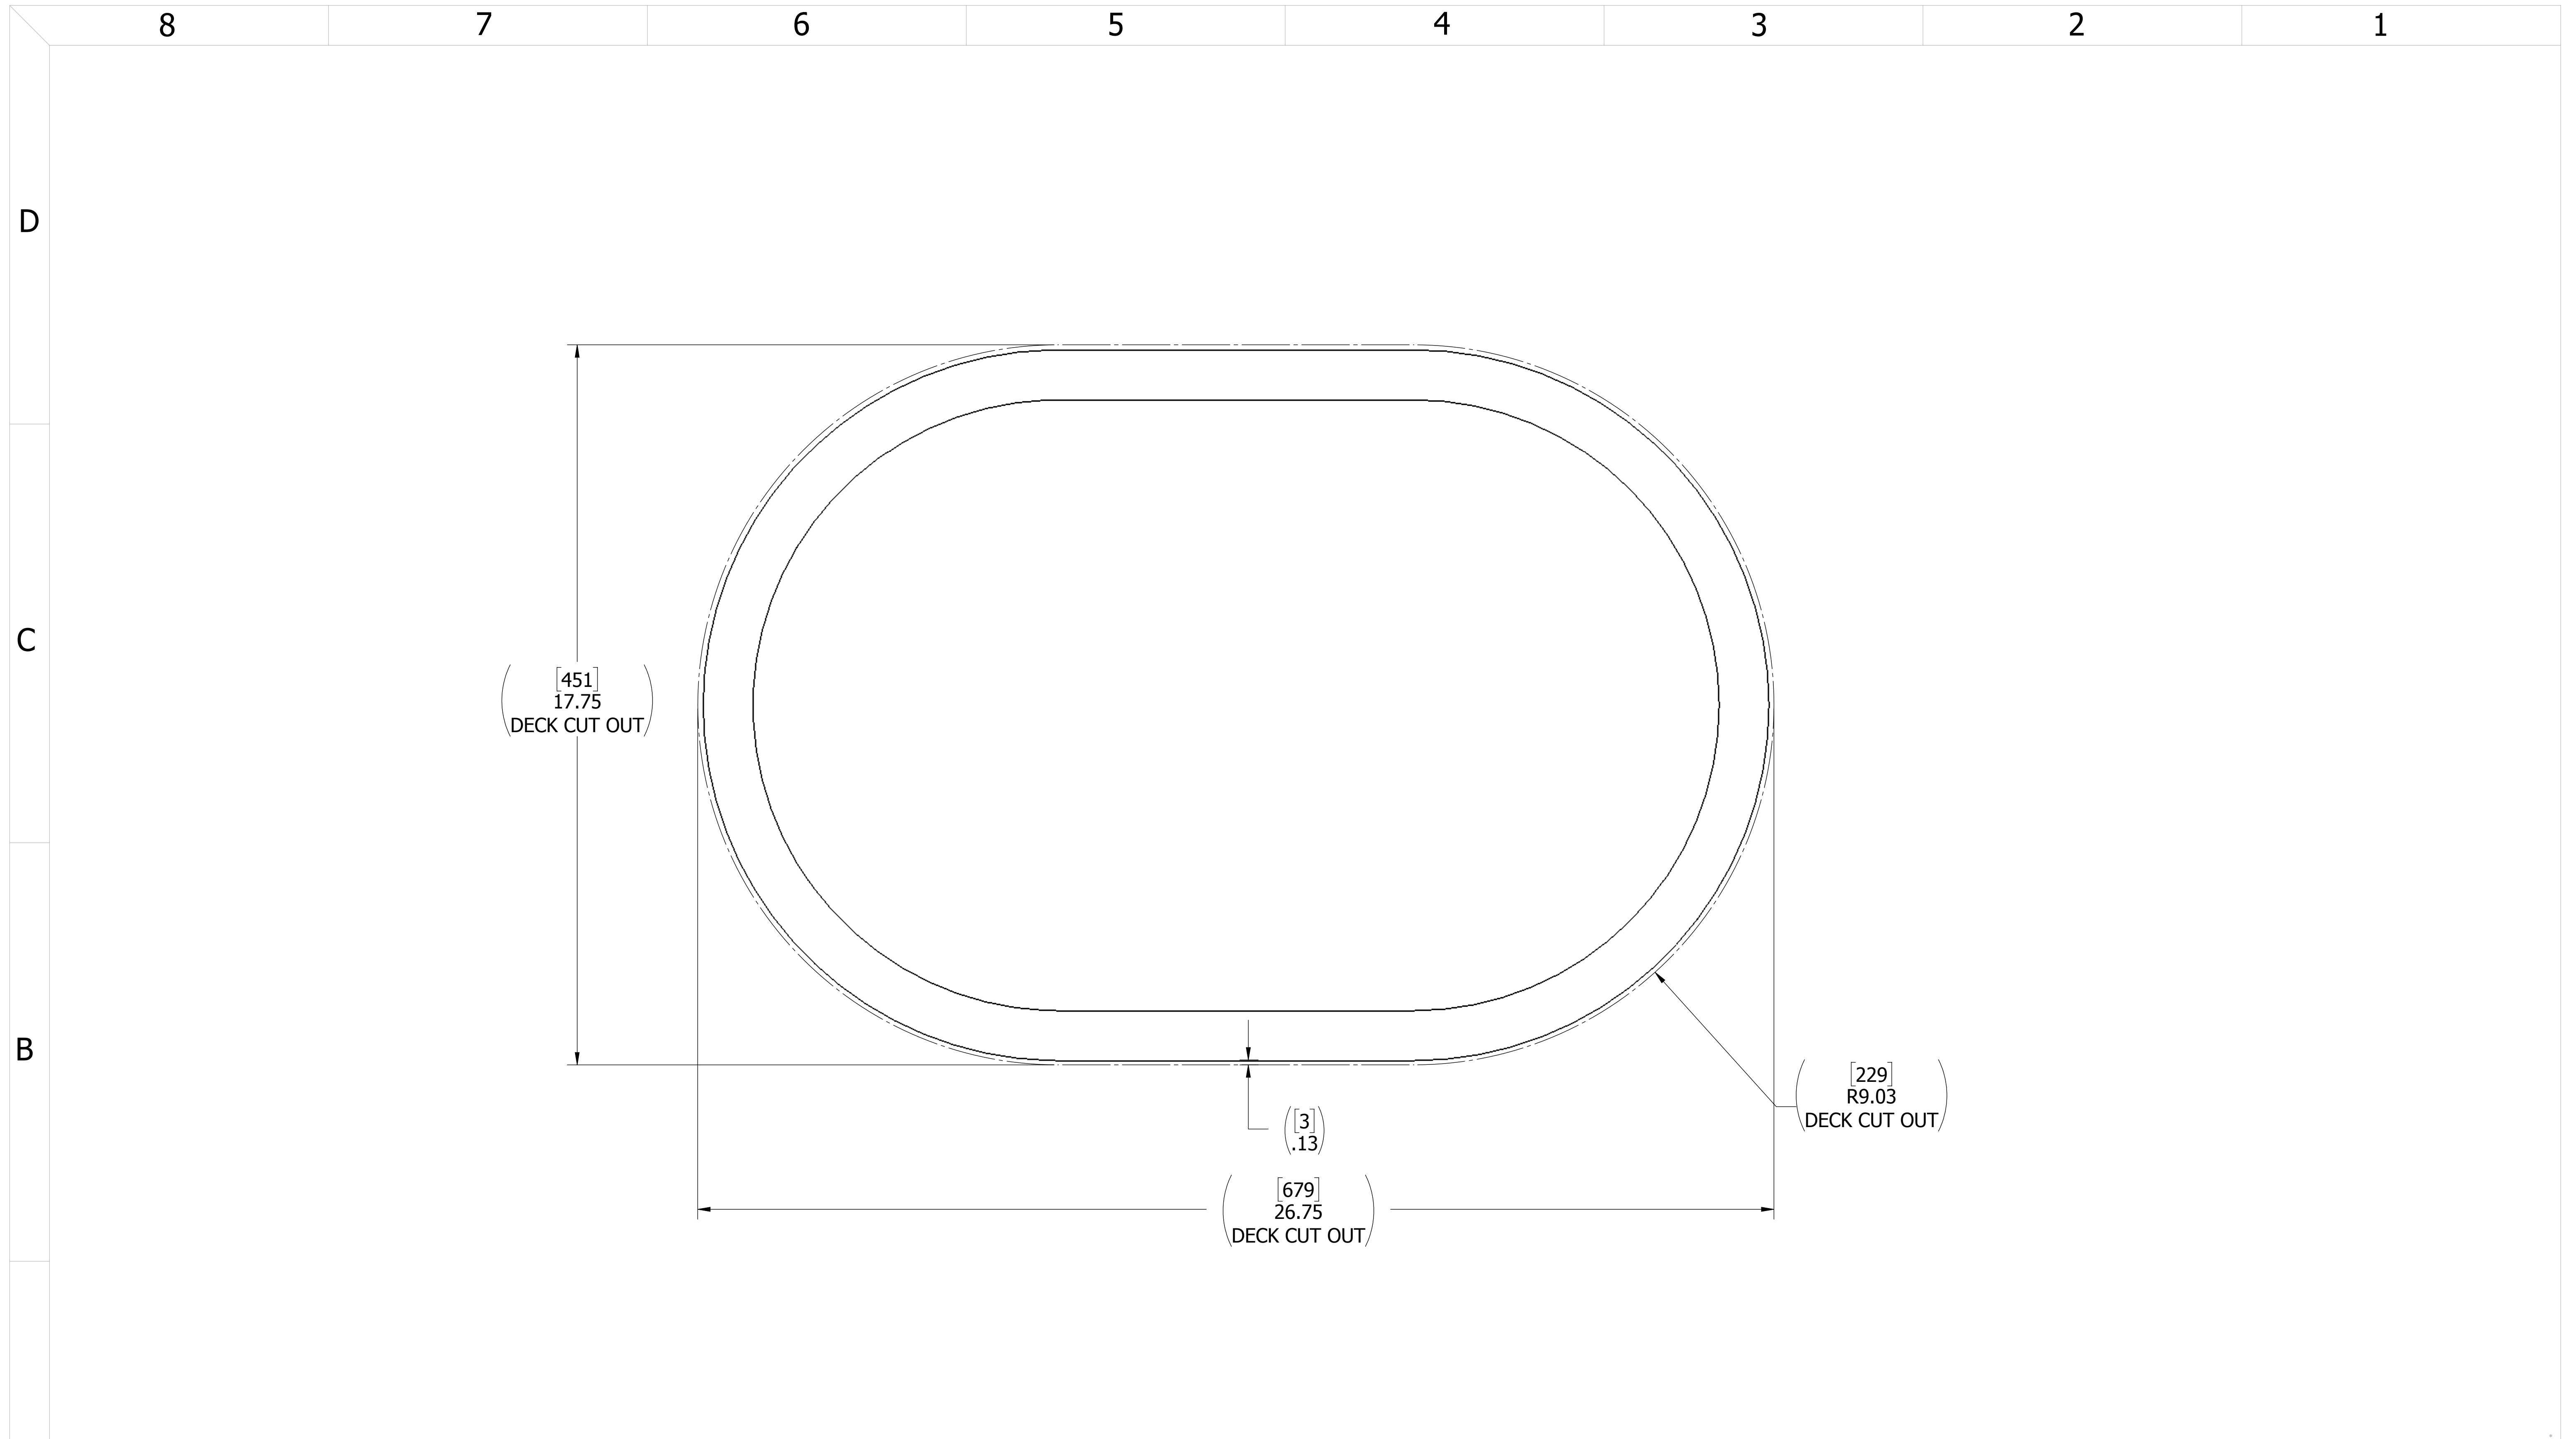 8 7 6 5 4 3 2 1
D
C
[451]
17.75
DECK CUT OUT
B
[229]
R9.03
DECK CUT OUT
[3]
.13
[679]
26.75
DECK CUT OUT